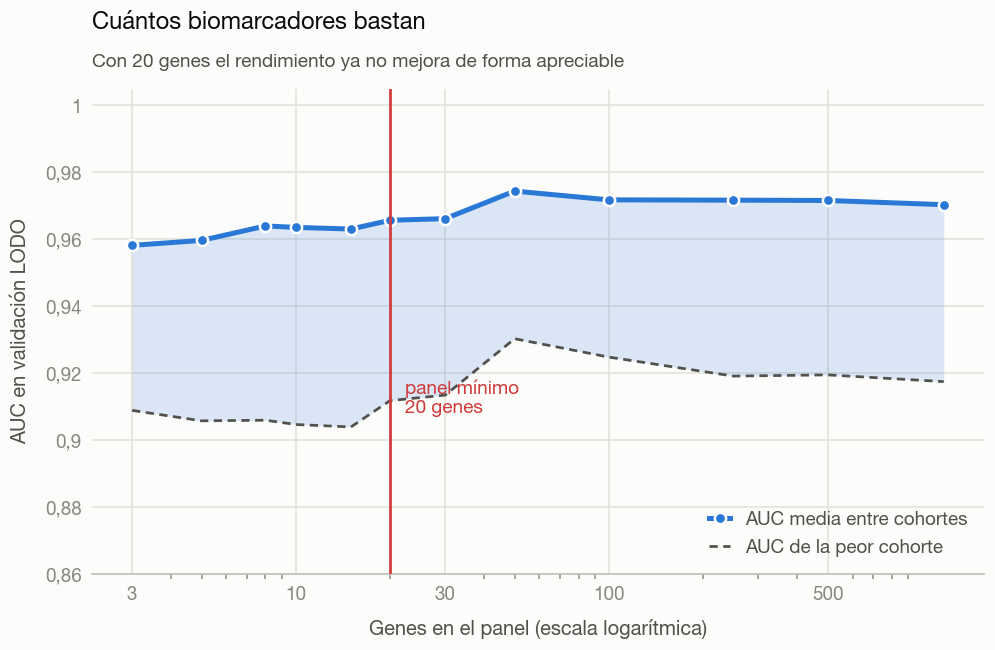 Cuántos biomarcadores bastan
Con 20 genes el rendimiento ya no mejora de forma apreciable
AUC en validación LODO
1
0,98
0,96
0,94
0,92
0,9
0,88
0,86
panel mínimo
20 genes
AUC media entre cohortes
AUC de la peor cohorte
3 10 30 100 500
Genes en el panel (escala logarítmica)